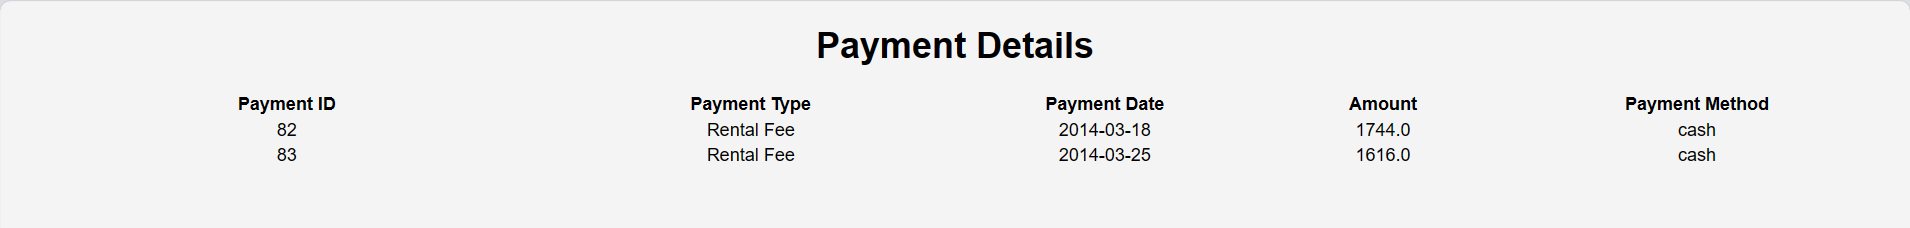 Payment Details
Payment ID Payment Type Payment Date Amount Payment Method
82 Rental Fee 2014-03-18 1744.0 cash
83 Rental Fee 2014-03-25 1616.0 cash